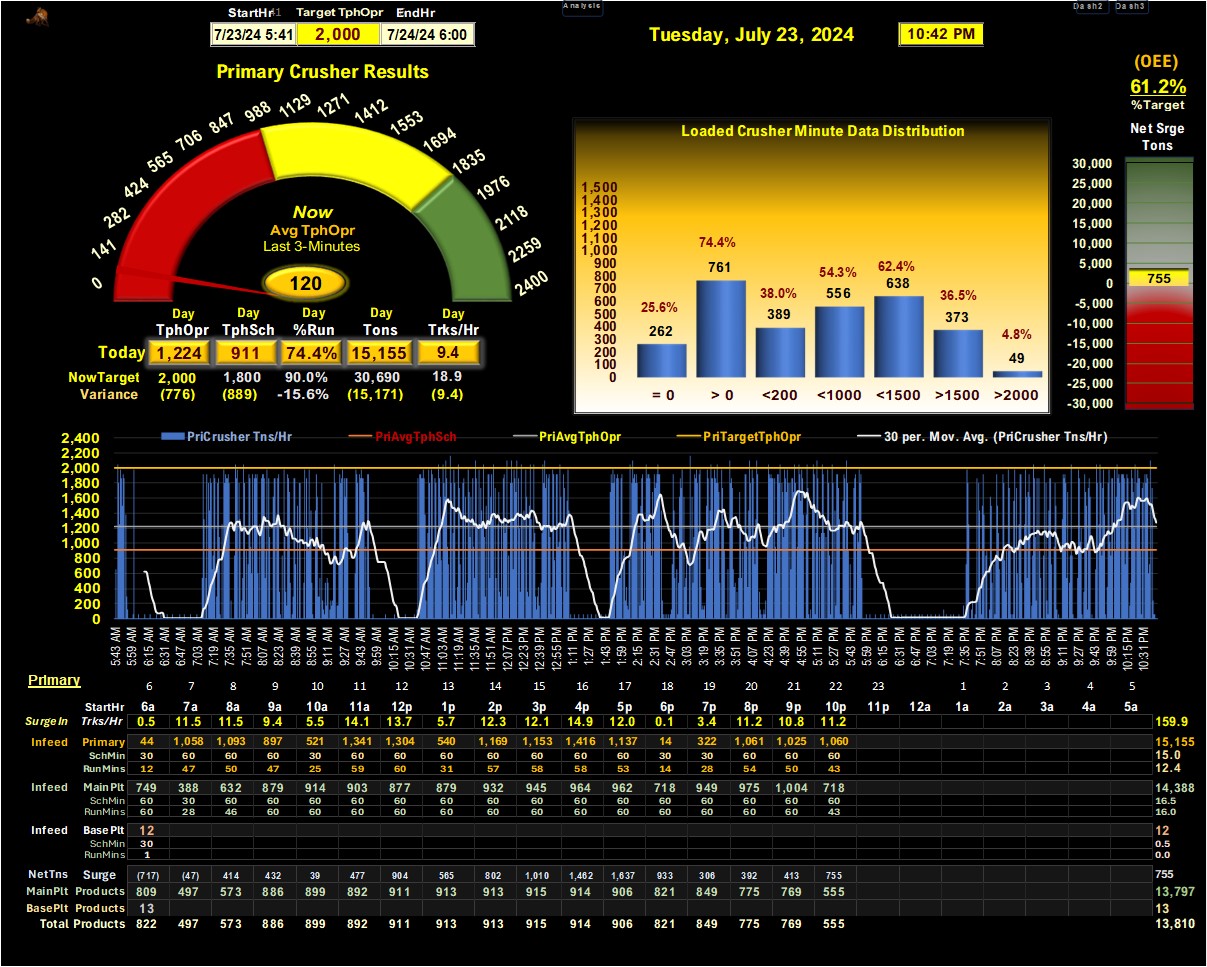 Analysis Dash2 Dash3
StartHr Target TphOpr EndHr
7/23/24 5:41 2,000 7/24/24 6:00
Tuesday, July 23, 2024 10:42 PM
Primary Crusher Results
0 141 282 424 565 706 847 988 1129 1271 1412 1553 1694 1835 1976 2118 2259 2400
Now
Avg TphOpr
Last 3-Minutes
120
Day Day Day Day Day
TphOpr TphSch %Run Tons Trks/Hr
Today 1,224 911 74.4% 15,155 9.4
NowTarget 2,000 1,800 90.0% 30,690 18.9
Variance (776) (889) -15.6% (15,171) (9.4)
Loaded Crusher Minute Data Distribution
1,500
1,400
1,300
1,200
1,100
1,000
900
800
700
600
500
400
300
200
100
0
25.6% 74.4% 38.0% 54.3% 62.4% 36.5% 4.8%
262 761 389 556 638 373 49
= 0 > 0 <200 <1000 <1500 >1500 >2000
(OEE)
61.2%
%Target
Net Srge
Tons
30,000
25,000
20,000
15,000
10,000
5,000
0
-5,000
-10,000
-15,000
-20,000
-25,000
-30,000
755
PriCrusher Tns/Hr PriAvgTphSch PriAvgTphOpr PriTargetTphOpr 30 per. Mov. Avg. (PriCrusher Tns/Hr)
2,400
2,200
2,000
1,800
1,600
1,400
1,200
1,000
800
600
400
200
0
5:43 AM 5:59 AM 6:15 AM 6:31 AM 6:47 AM 7:03 AM 7:19 AM 7:35 AM 7:51 AM 8:07 AM 8:23 AM 8:39 AM 8:55 AM 9:11 AM 9:27 AM 9:43 AM 9:59 AM 10:15 AM 10:31 AM 10:47 AM 11:03 AM 11:19 AM 11:35 AM 11:51 AM 12:07 PM 12:23 PM 12:39 PM 12:55 PM 1:11 PM 1:27 PM 1:43 PM 1:59 PM 2:15 PM 2:31 PM 2:47 PM 3:03 PM 3:19 PM 3:35 PM 3:51 PM 4:07 PM 4:23 PM 4:39 PM 4:55 PM 5:11 PM 5:27 PM 5:43 PM 5:59 PM 6:15 PM 6:31 PM 6:47 PM 7:03 PM 7:19 PM 7:35 PM 7:51 PM 8:07 PM 8:23 PM 8:39 PM 8:55 PM 9:11 PM 9:27 PM 9:43 PM 9:59 PM 10:15 PM 10:31 PM
Primary 6 7 8 9 10 11 12 13 14 15 16 17 18 19 20 21 22 23 1 2 3 4 5
StartHr 6a 7a 8a 9a 10a 11a 12p 1p 2p 3p 4p 5p 6p 7p 8p 9p 10p 11p 12a 1a 2a 3a 4a 5a
SurgeIn Trks/Hr 0.5 11.5 11.5 9.4 5.5 14.1 13.7 5.7 12.3 12.1 14.9 12.0 0.1 3.4 11.2 10.8 11.2 159.9
Infeed Primary 44 1,058 1,093 897 521 1,341 1,304 540 1,169 1,153 1,416 1,137 14 322 1,061 1,025 1,060 15,155
SchMin 30 60 60 60 30 60 60 30 60 60 60 60 30 30 60 60 60 15.0
RunMins 12 47 50 47 25 59 60 31 57 58 58 53 14 28 54 50 43 12.4
Infeed MainPlt 749 388 632 879 914 903 877 879 932 945 964 962 718 949 975 1,004 718 14,388
SchMin 60 30 60 60 60 60 60 60 60 60 60 60 60 60 60 60 60 16.5
RunMins 60 28 46 60 60 60 60 60 60 60 60 60 60 60 60 60 43 16.0
Infeed Base Plt 12 12
SchMin 30 0.5
RunMins 1 0.0
NetTns Surge (717) (47) 414 432 39 477 904 565 802 1,010 1,462 1,637 933 306 392 413 755 755
MainPlt Products 809 497 573 886 899 892 911 913 913 915 914 906 821 849 775 769 555 13,797
BasePlt Products 13 13
Total Products 822 497 573 886 899 892 911 913 913 915 914 906 821 849 775 769 555 13,810